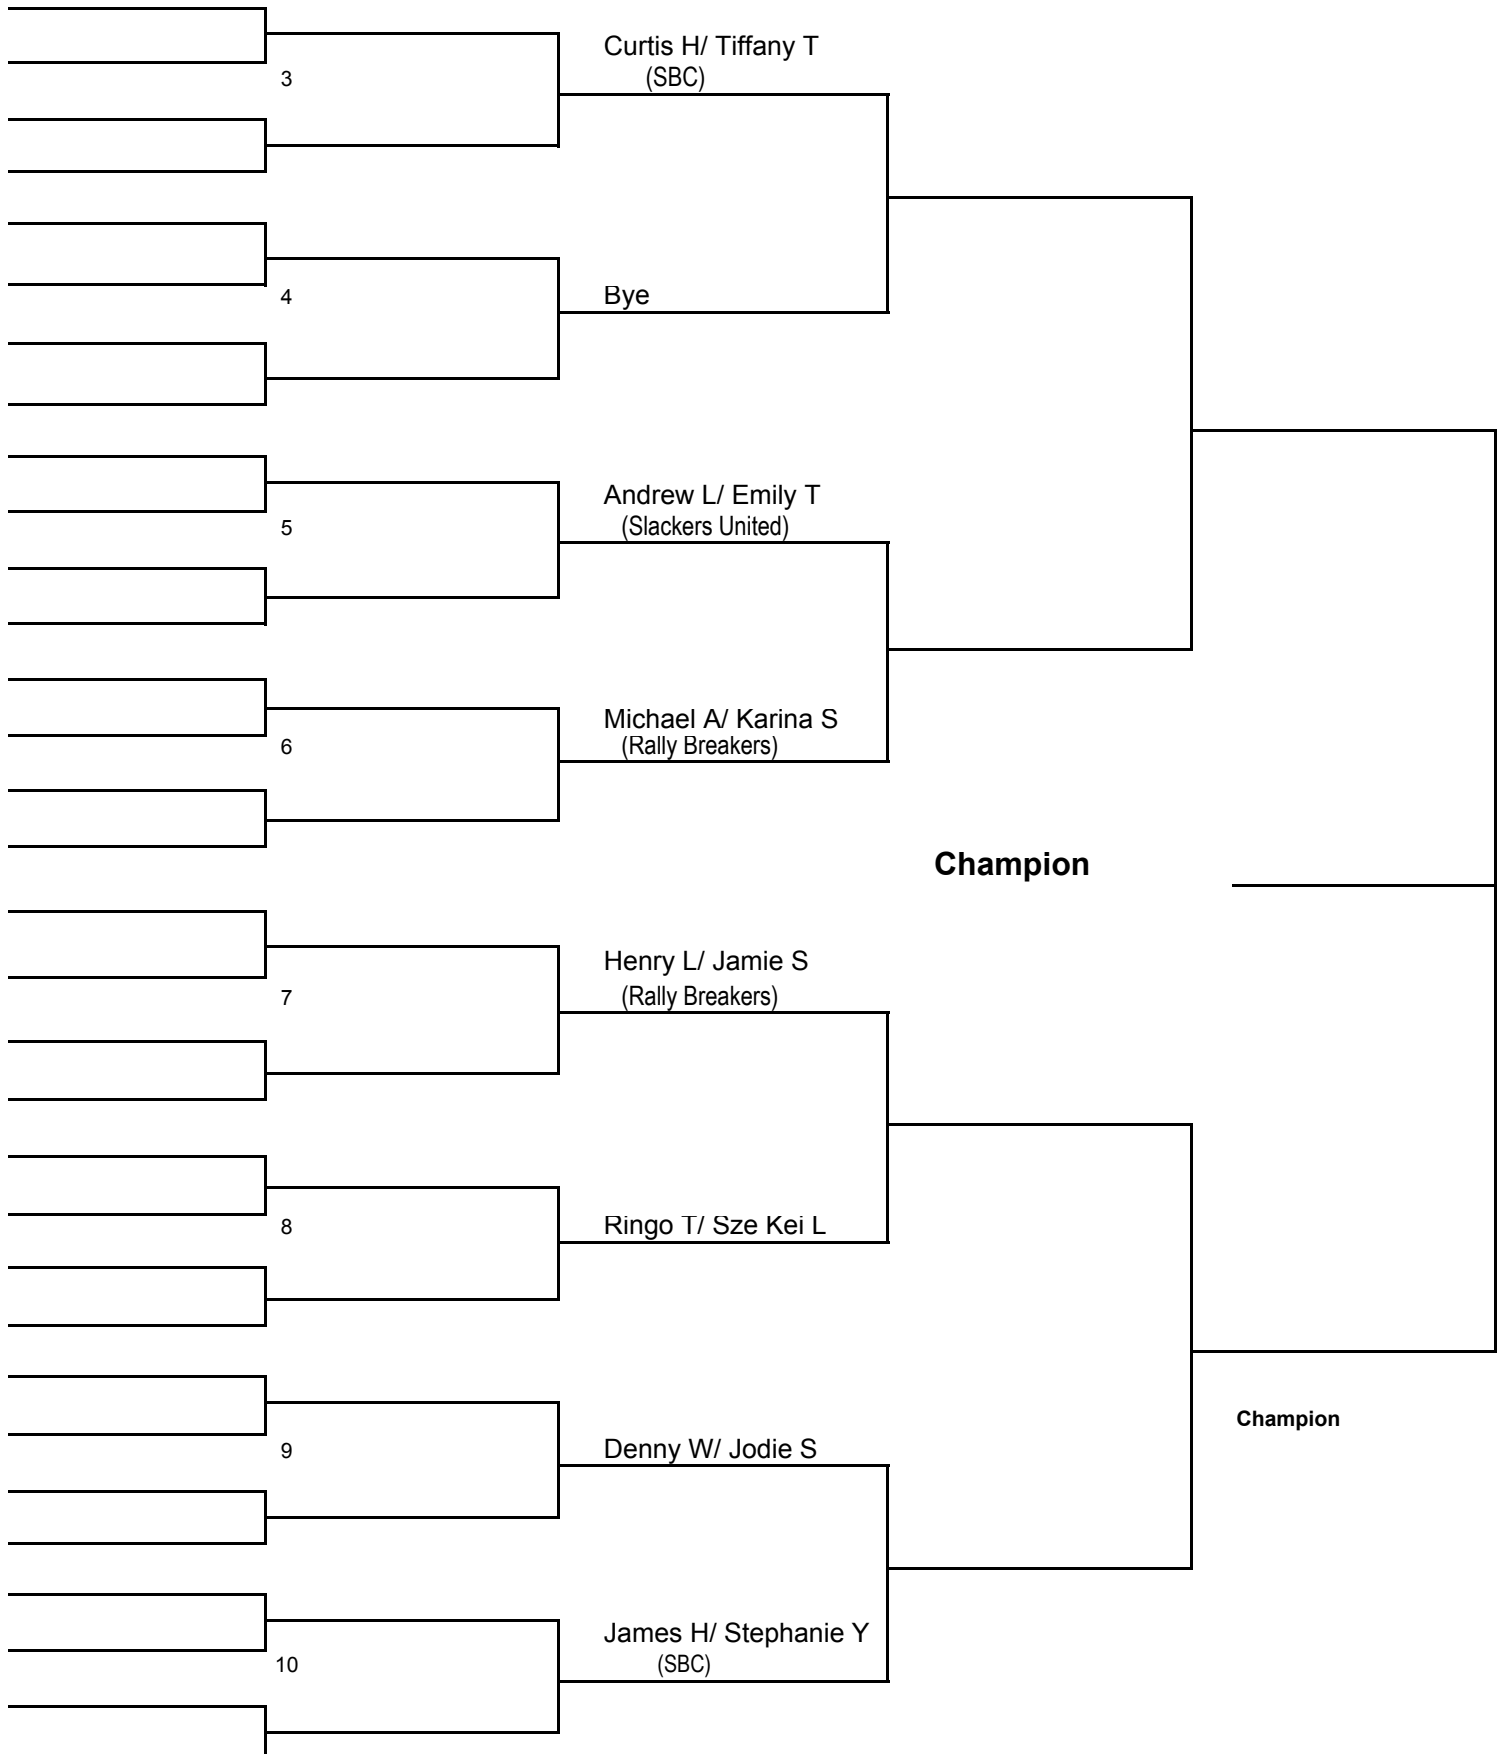 Curtis H/ Tiffany T
(SBC)
3
4
Bye
Andrew L/ Emily T
(Slackers United)
5
Michael A/ Karina S
(Rally Breakers)
6
Champion
Henry L/ Jamie S
(Rally Breakers)
7
Ringo T/ Sze Kei L
8
Champion
Denny W/ Jodie S
9
James H/ Stephanie Y
(SBC)
10